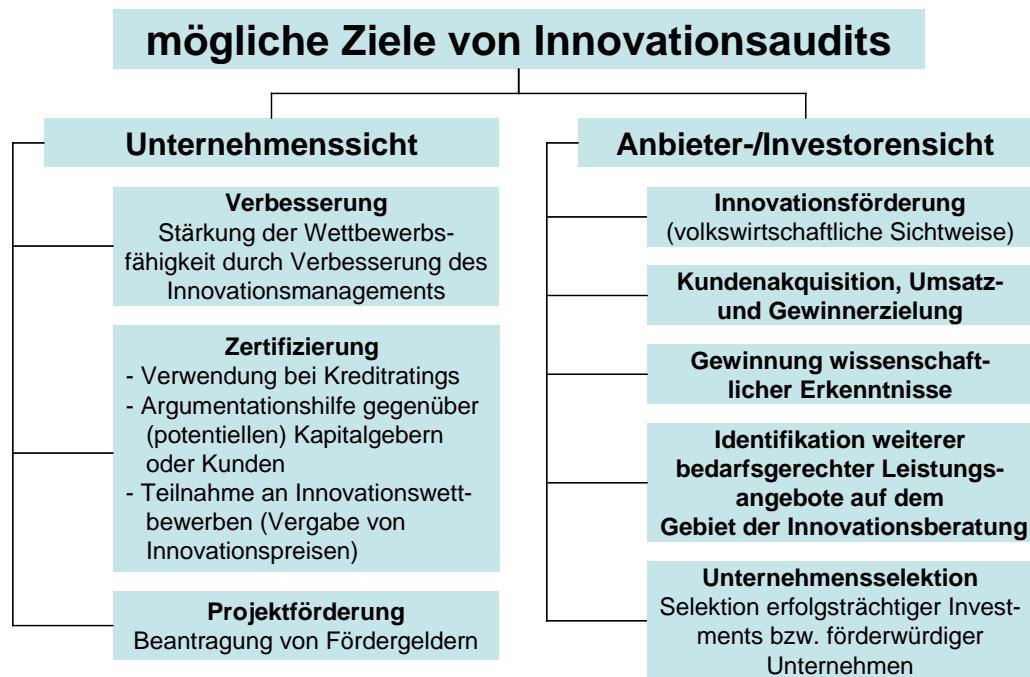 mögliche Ziele von Innovationsaudits
Unternehmenssicht
Verbesserung
Stärkung der Wettbewerbs-
fähigkeit durch Verbesserung des
Innovationsmanagements
Zertifizierung
- Verwendung bei Kreditratings
- Argumentationshilfe gegenüber
(potentiellen) Kapitalgebern
oder Kunden
- Teilnahme an Innovationswett-
bewerben (Vergabe von
Innovationspreisen)
Projektförderung
Beantragung von Fördergeldern
Anbieter-/Investorensicht
Innovationsförderung
(volkswirtschaftliche Sichtweise)
Kundenakquisition, Umsatz-
und Gewinnerzielung
Gewinnung wissenschaft-
licher Erkenntnisse
Identifikation weiterer
bedarfsgerechter Leistungs-
angebote auf dem
Gebiet der Innovationsberatung
Unternehmensselektion
Selektion erfolgsträchtiger Invest-
ments bzw. förderwürdiger
Unternehmen